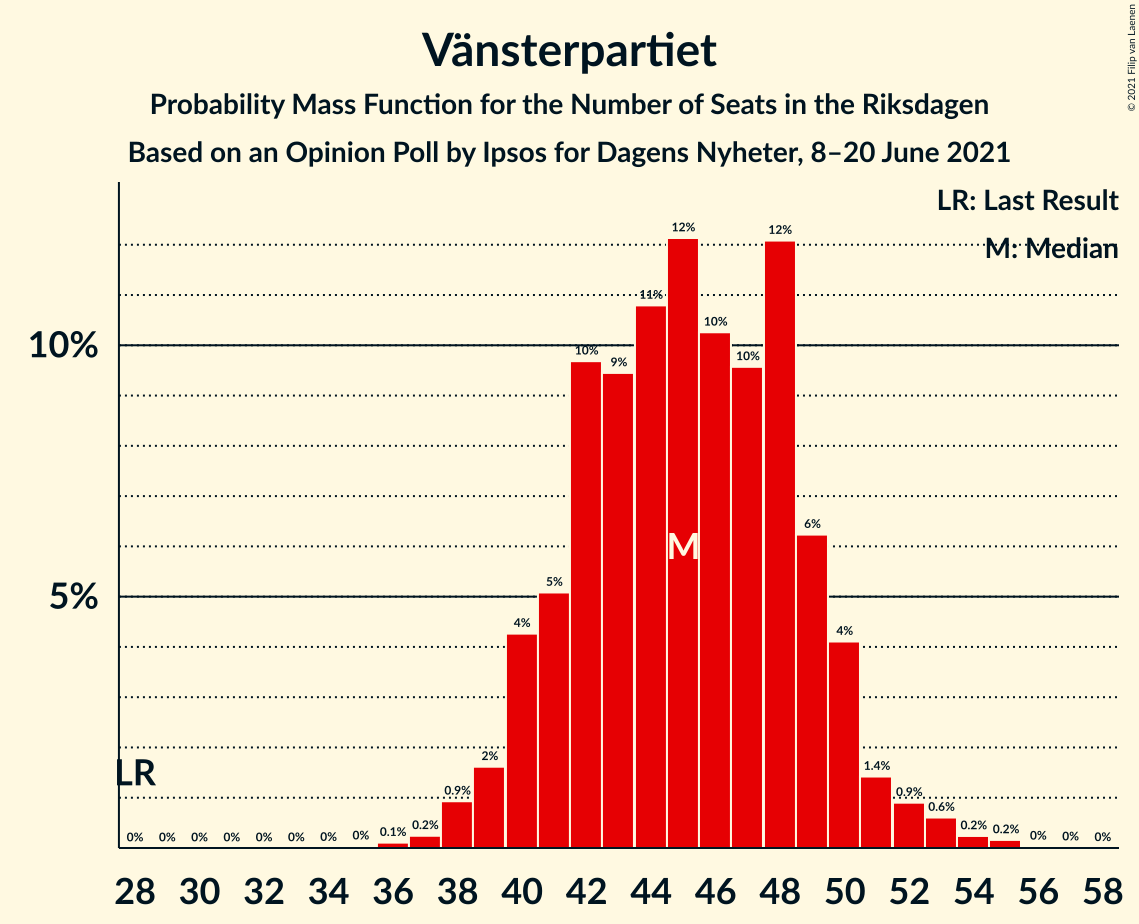 Vänsterpartiet
Probability Mass Function for the Number of Seats in the Riksdagen
Based on an Opinion Poll by Ipsos for Dagens Nyheter, 8–20 June 2021
© 2021 Filip van Laenen
LR: Last Result
M: Median
10%
5%
12%
12%
11%
10%
10%
9%
10%
6%
M
5%
4%
4%
2%
LR
1.4%
0.9%
0.9%
0.6%
0% 0% 0% 0% 0% 0% 0% 0% 0.1% 0.2% 0.2% 0.2% 0% 0% 0%
28 30 32 34 36 38 40 42 44 46 48 50 52 54 56 58